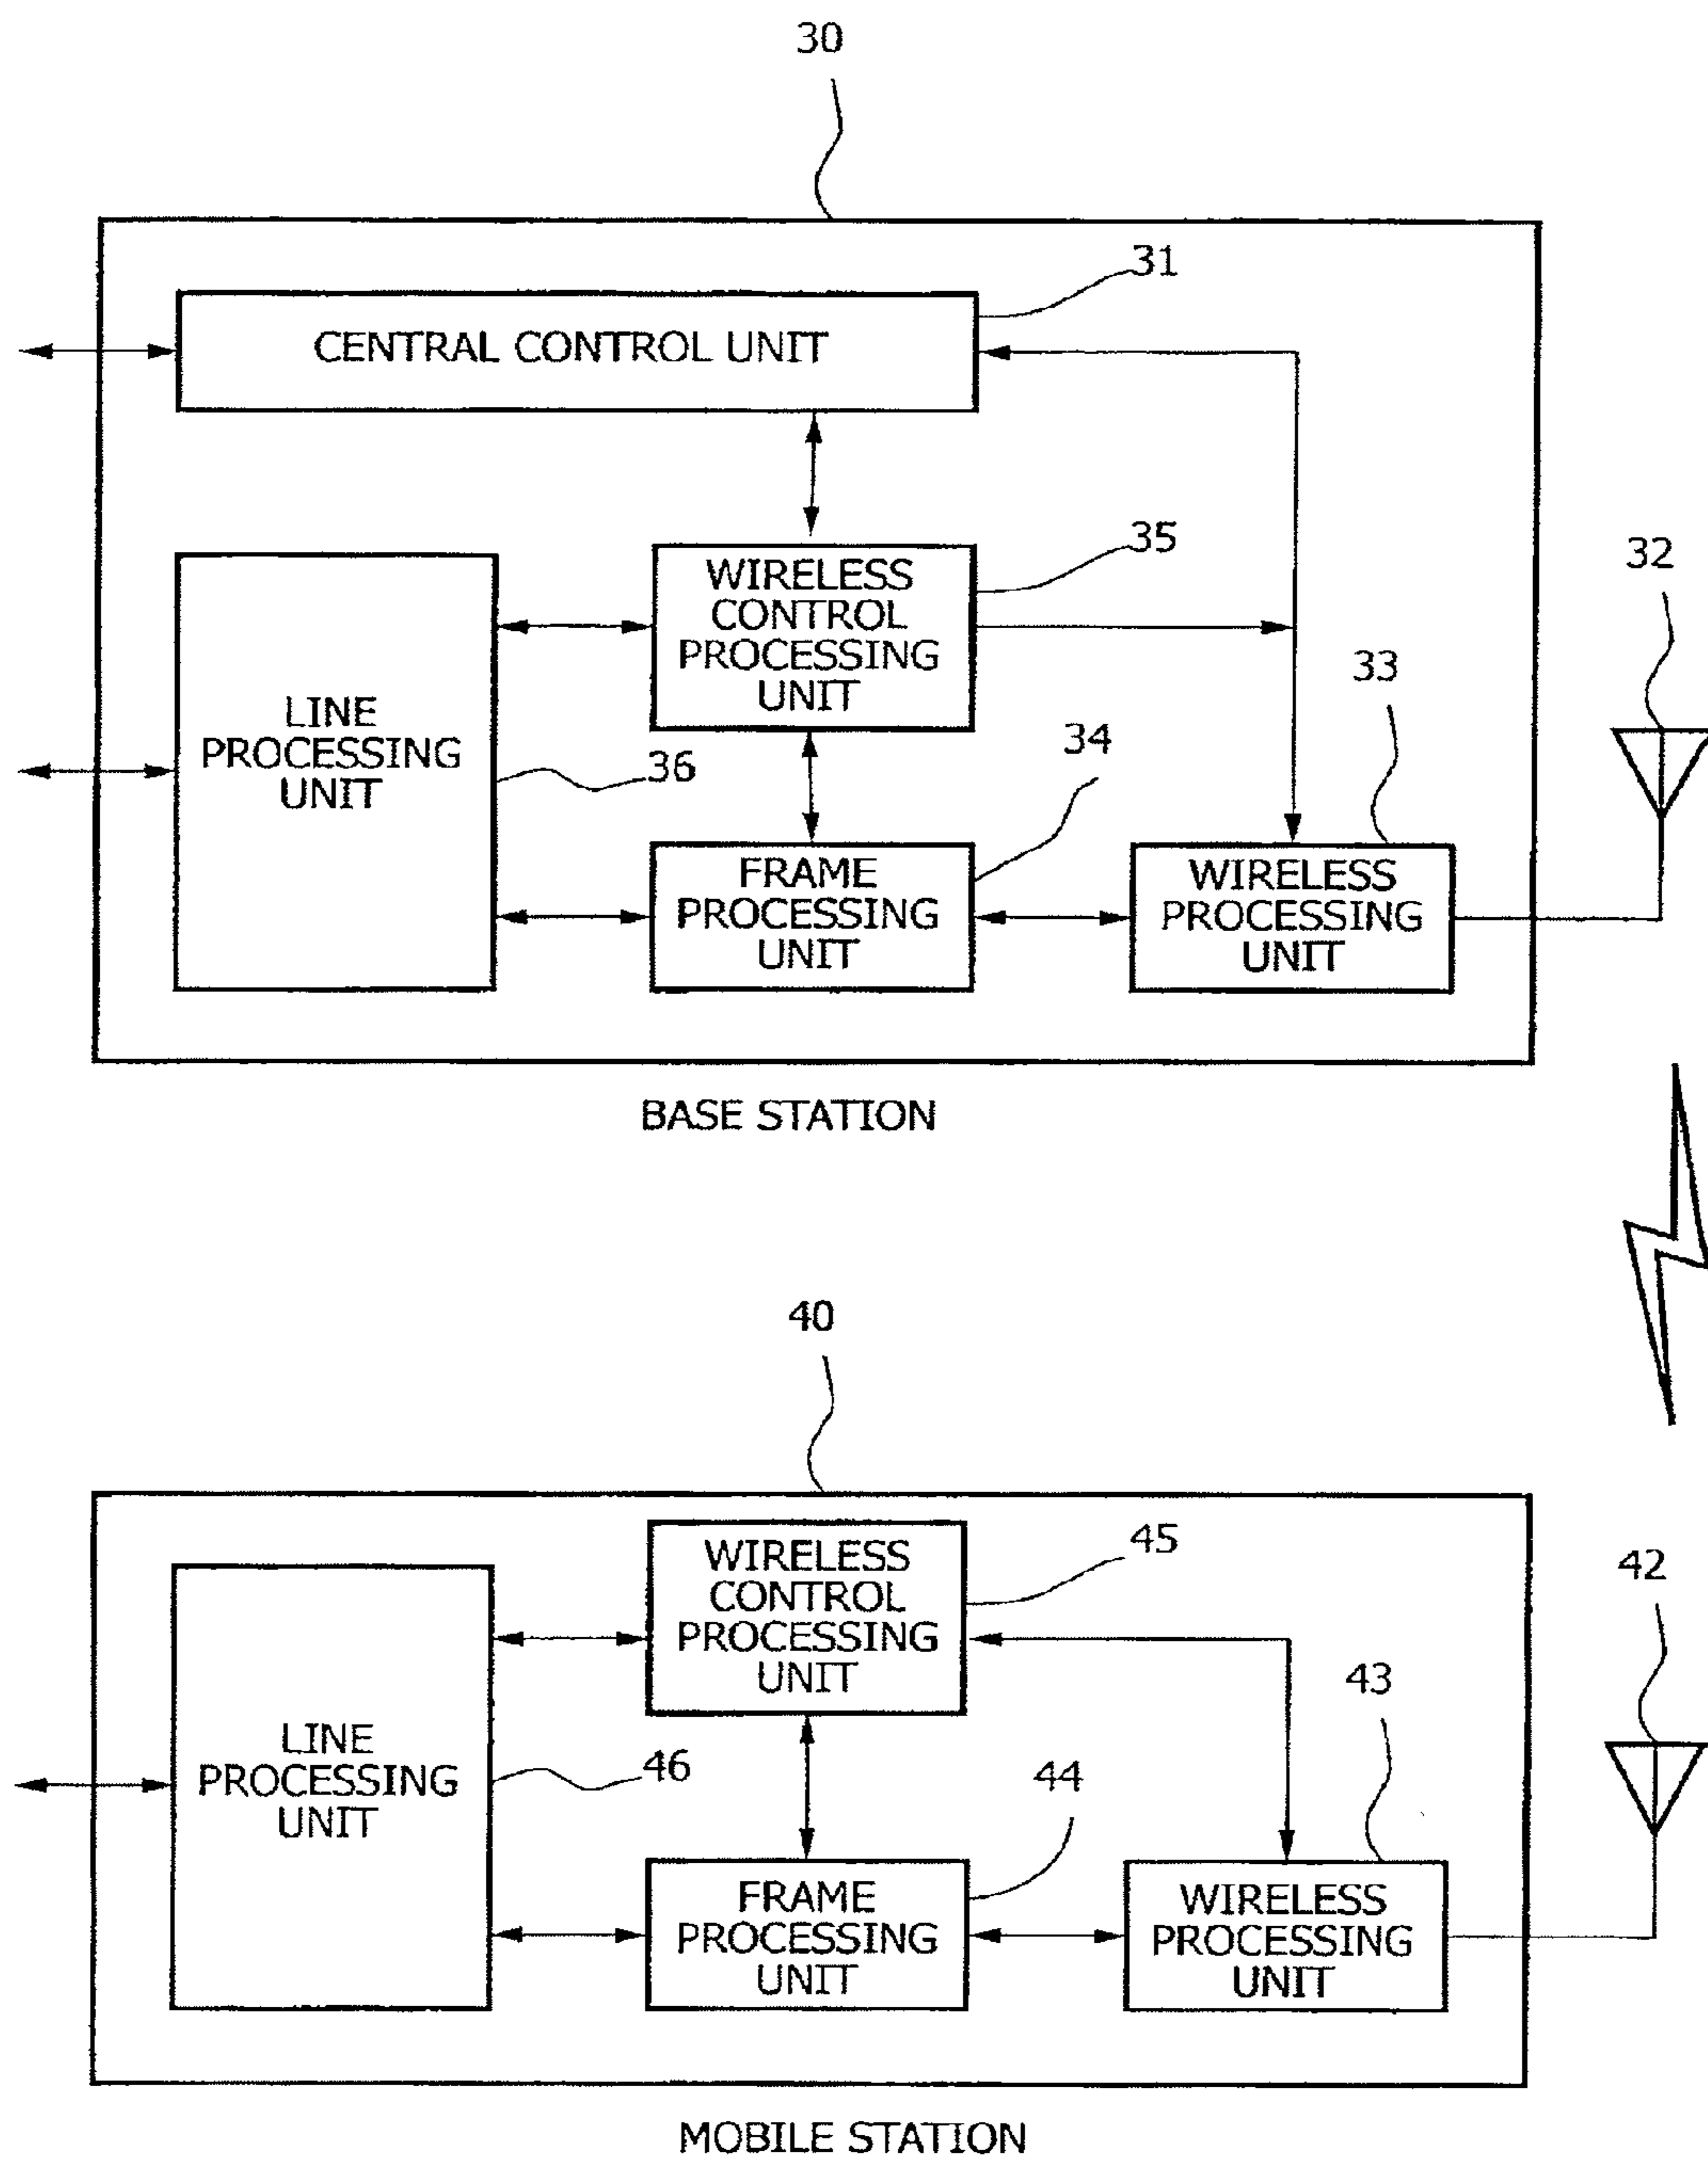 30
31
CENTRAL CONTROL UNIT
35
32
WIRELESS
CONTROL
PROCESSING
UNIT
33
LINE
PROCESSING
UNIT
36
34
FRAME
PROCESSING
UNIT
WIRELESS
PROCESSING
UNIT
BASE STATION
40
45
42
WIRELESS
CONTROL
PROCESSING
UNIT
43
LINE
PROCESSING
UNIT
46
44
FRAME
PROCESSING
UNIT
WIRELESS
PROCESSING
UNIT
MOBILE STATION